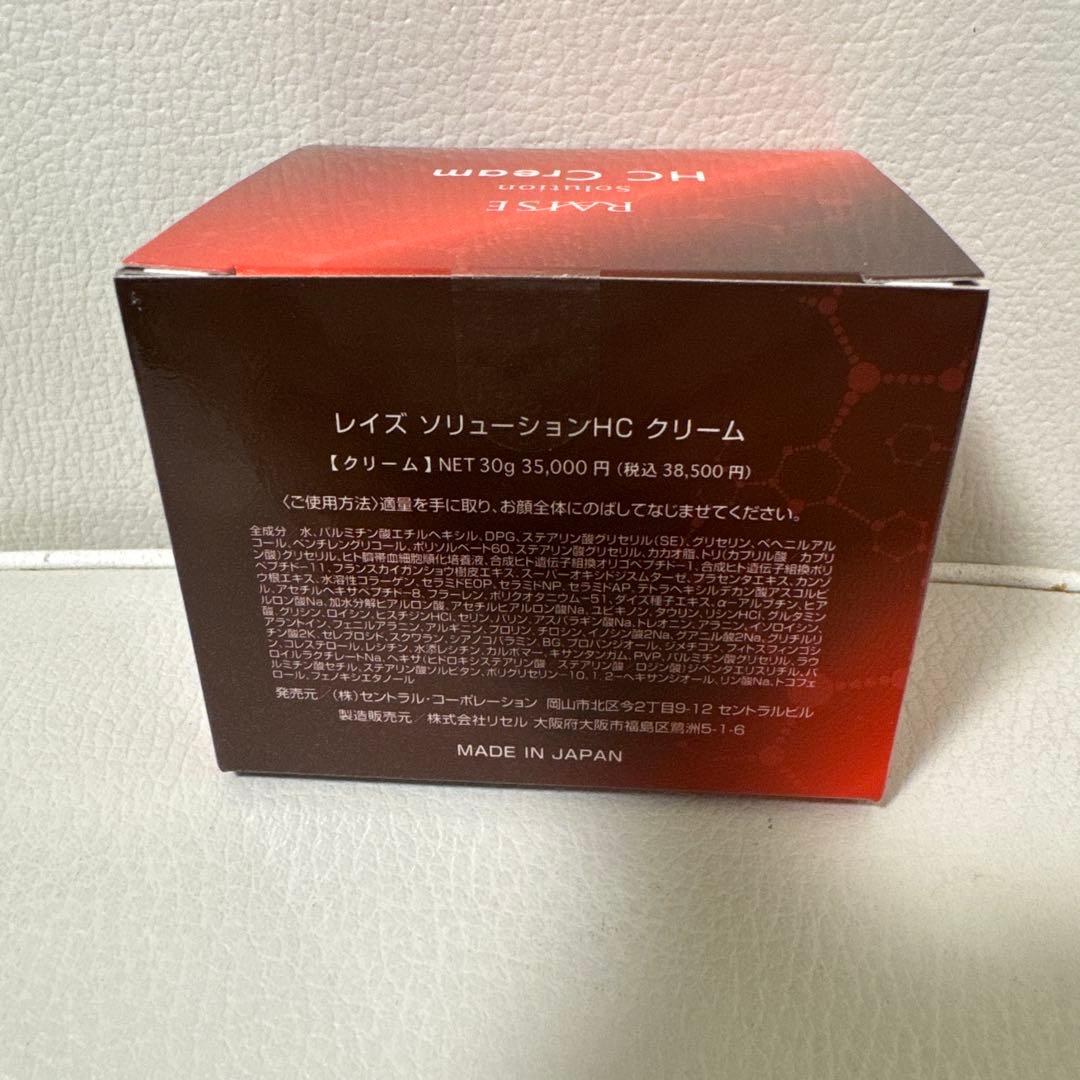 HC Cream
Solution
RAISE
レイズ ソリューションHC クリーム
【クリーム】NET 30g 35,000 円 (税込 38,500 円)
〈ご使用方法〉適量を手に取り、お顔全体にのばしてなじませてください。
全成分 水、パルミチン酸エチルヘキシル、DPG、ステアリン酸グリセリル(SE)、グリセリン、ベヘニルアル
コール、ペンチレングリコール、ポリソルベート60、ステアリン酸グリセリル、カカオ脂、トリ(カプリル酸 カプリ
ン酸)グリセリル、ヒト臍帯血細胞順化培養液、合成ヒト遺伝子組換オリゴペプチド-1、合成ヒト遺伝子組換ポリ
ペプチド-11、フランスカイガンショウ樹皮エキス、スーパーオキシドジスムターゼ、プラセンタエキス、カンゾ
ウ根エキス、水溶性コラーゲン、セラミドEOP、セラミドNP、セラミドAP、テトラヘキシルデカン酸アスコルビ
ル、アセチルヘキサペプチド-8、フラーレン、ポリクオタニウム-51、ダイズ種子エキス、α-アルブチン、ヒア
ルロン酸Na、加水分解ヒアルロン酸、アセチルヒアルロン酸Na、ユビキノン、タウリン、リシンHCl、グルタミン
酸、グリシン、ロイシン、ヒスチジンHCl、セリン、バリン、アスパラギン酸Na、トレオニン、アラニン、イソロイシン、
アラントイン、フェニルアラニン、アルギニン、プロリン、チロシン、イノシン酸2Na、グアニル酸2Na、グリチルリ
チン酸2K、セレブロシド、スクワラン、シアノコバラミン、BG、プロパンジオール、ジメチコン、フィトスフィンゴシ
ン、コレステロール、レシチン、水添レシチン、カルボマー、キサンタンガム、PVP、パルミチン酸グリセリル、ラウ
ロイルラクチレートNa、ヘキサ(ヒドロキシステアリン酸 ステアリン酸 ロジン酸)ジペンタエリスリチル、パ
ルミチン酸セチル、ステアリン酸ソルビタン、ポリグリセリン-10、1,2-ヘキサンジオール、リン酸Na、トコフェ
ロール、フェノキシエタノール
発売元／(株)セントラル・コーポレーション 岡山市北区今2丁目9-12 セントラルビル
製造販売元／株式会社リセル 大阪府大阪市福島区鷺洲5-1-6
MADE IN JAPAN